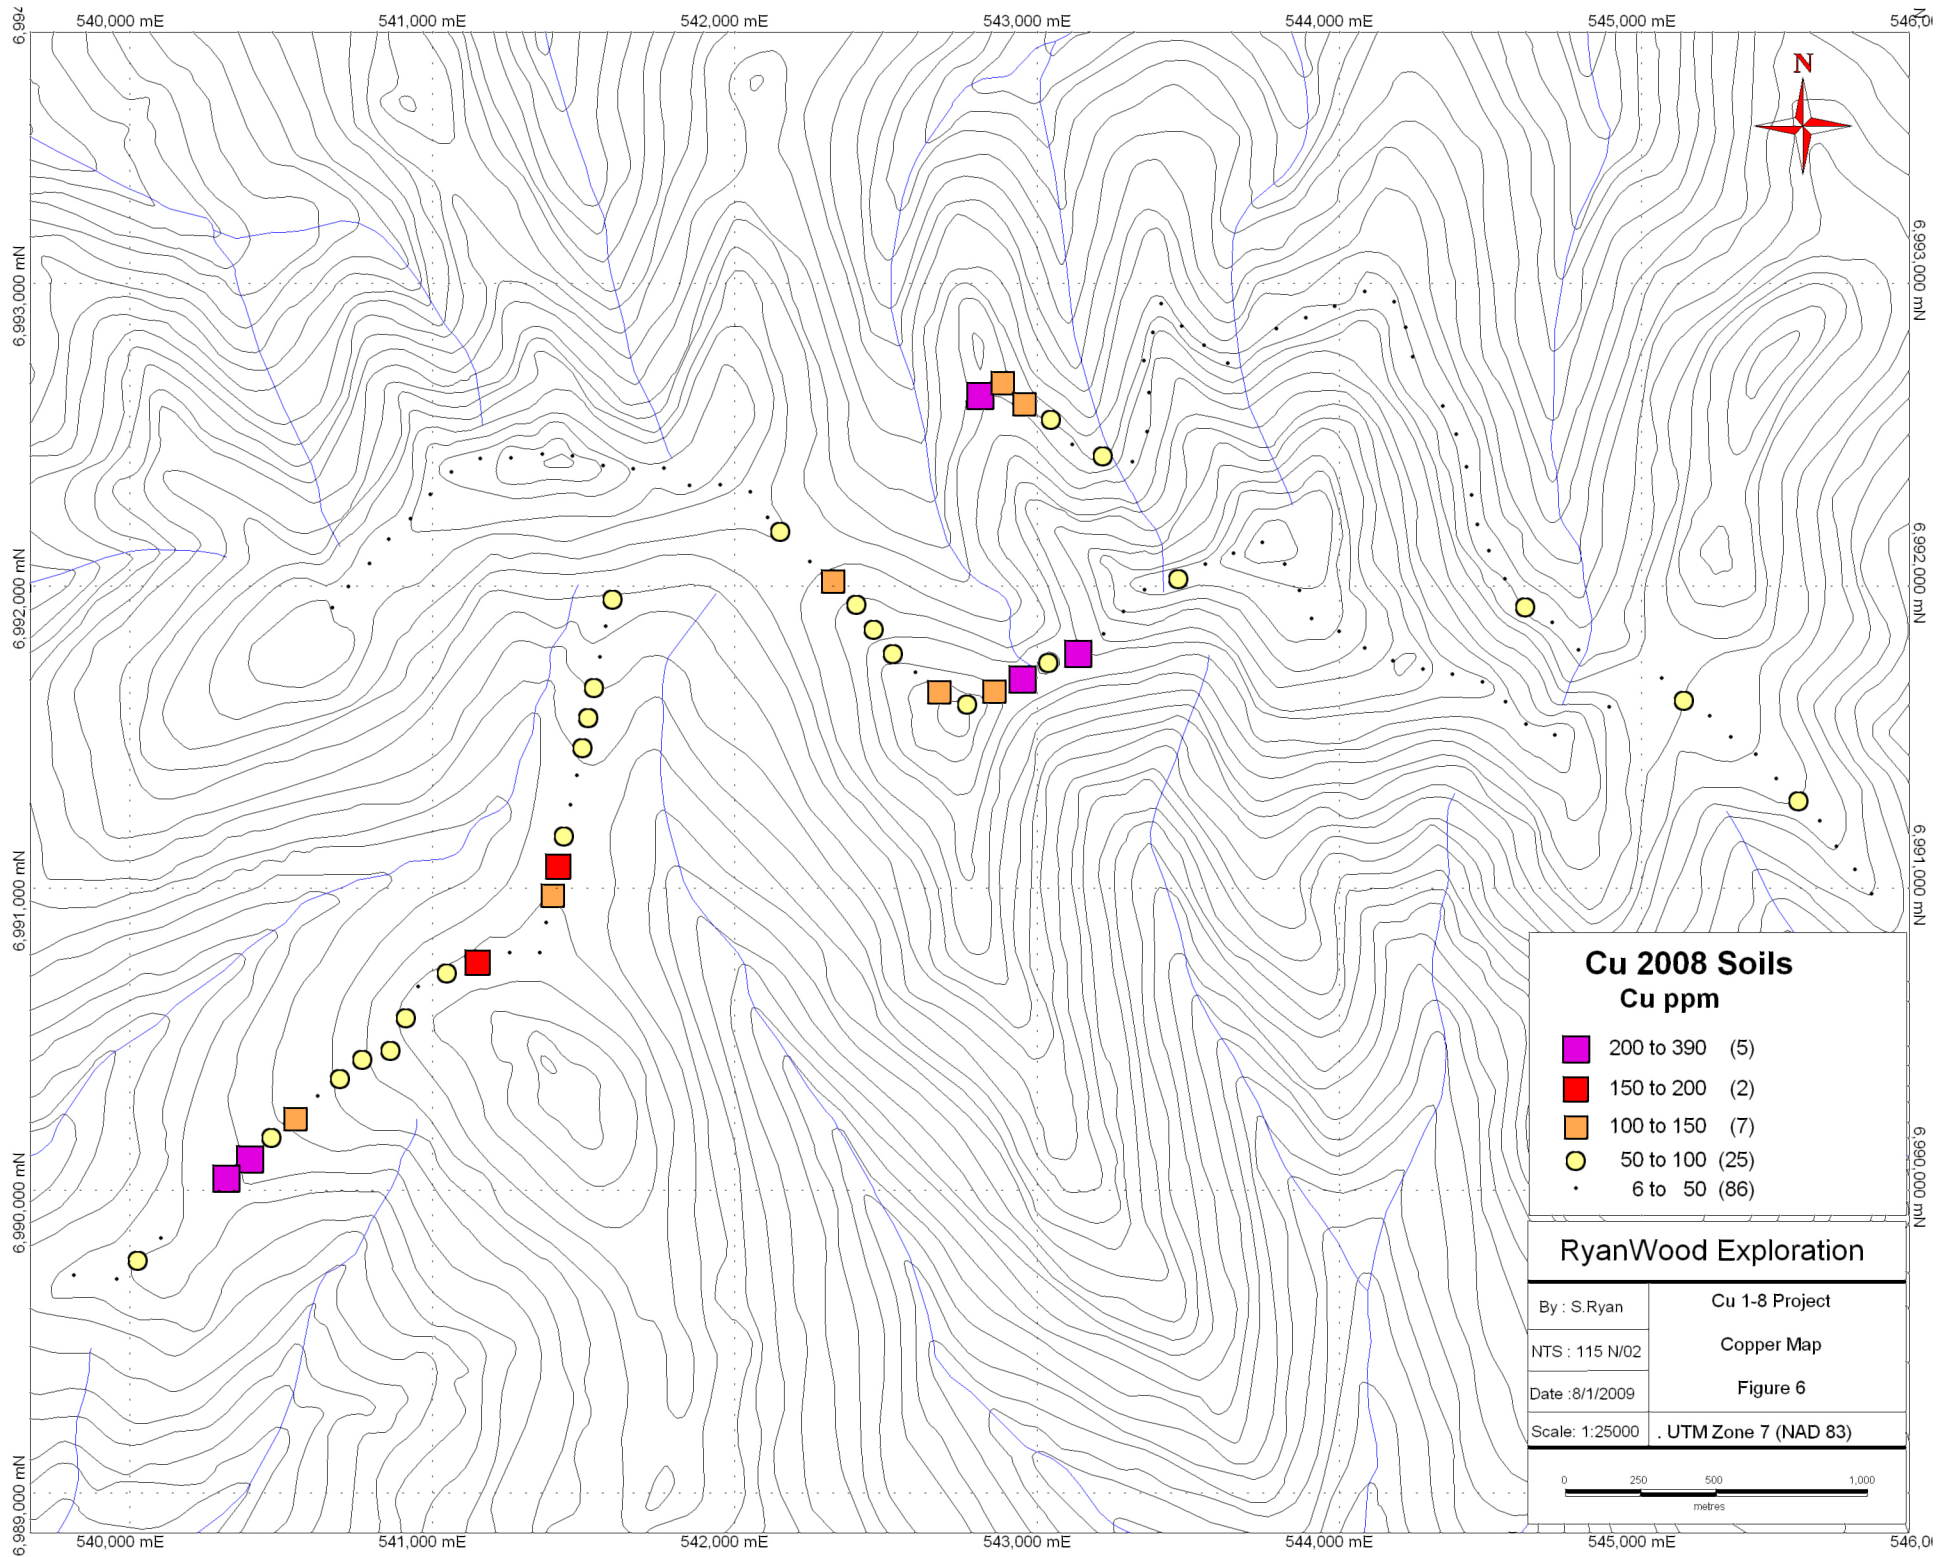 540,000 mE 541,000 mE 542,000 mE 543,000 mE 544,000 mE 545,000 mE 546,0
N
6,993,000 mN
6,992,000 mN
6,991,000 mN
6,990,000 mN
6,989,000 mN
N
6,993,000 mN
6,992,000 mN
6,991,000 mN
6,990,000 mN
Cu 2008 Soils
Cu ppm
200 to 390 (5)
150 to 200 (2)
100 to 150 (7)
50 to 100 (25)
6 to 50 (86)
RyanWood Exploration
By : S.Ryan
Cu 1-8 Project
NTS : 115 N/02
Copper Map
Date :8/1/2009
Figure 6
Scale: 1:25000
. UTM Zone 7 (NAD 83)
0 250 500 1,000
metres
540,000 mE 541,000 mE 542,000 mE 543,000 mE 544,000 mE 545,000 mE 546,0